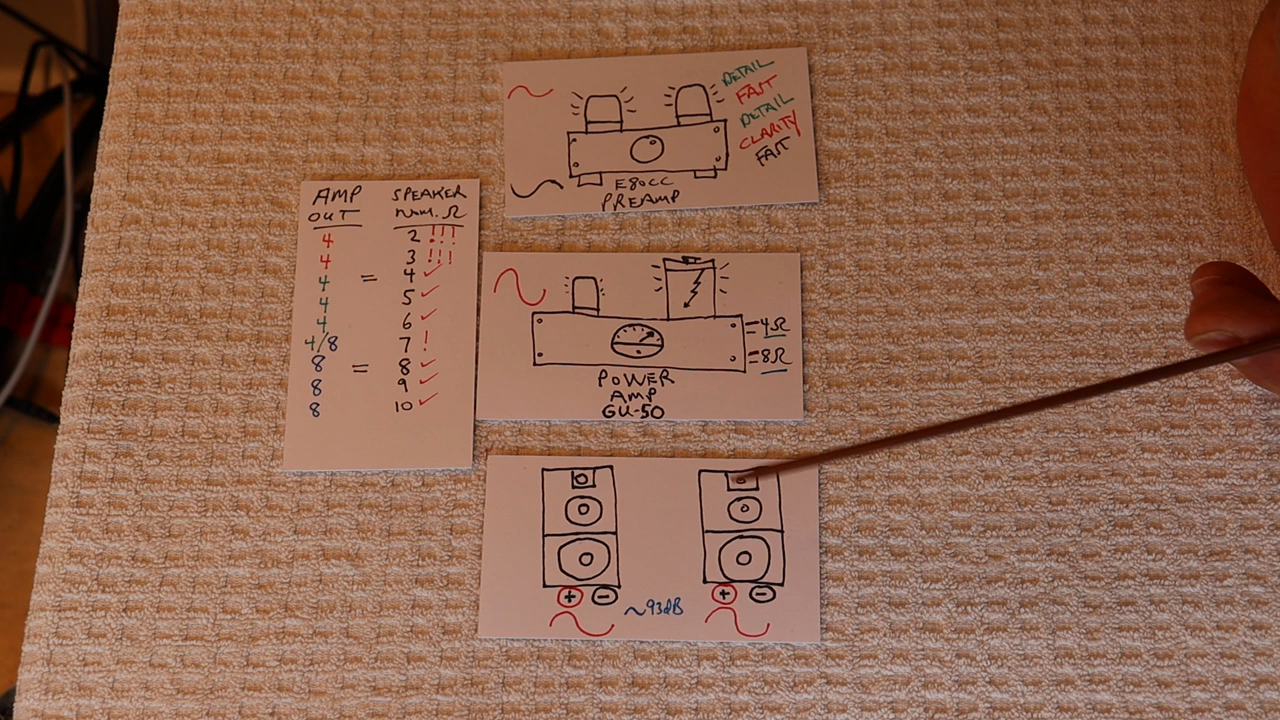 AMP
OUT
SPEAKER
NOM. Ω
4 2 !!!
4 3 !!!
4 = 4 ✓
4 5 ✓
4 6 ✓
4/8 7 !
8 = 8 ✓
8 9 ✓
8 10 ✓
DETAIL
FAST
DETAIL
CLARITY
FAST
E80CC
PREAMP
4Ω
8Ω
POWER
AMP
GU-50
+ − ~93dB + −